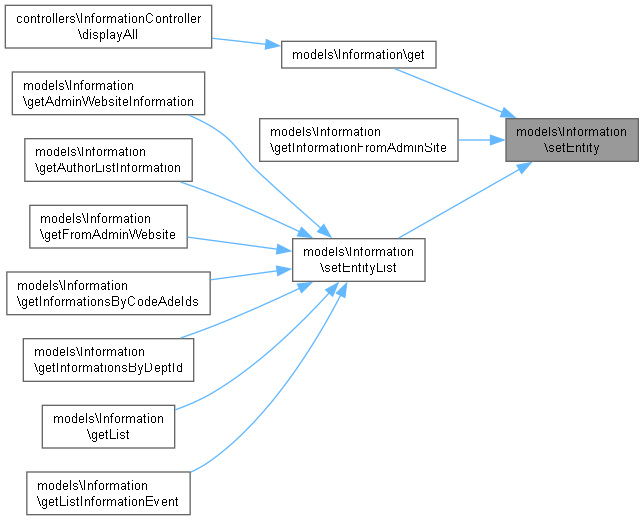 controllers\InformationController
\displayAll
models\Information\get
models\Information
\getAdminWebsiteInformation
models\Information
\getInformationFromAdminSite
models\Information
\setEntity
models\Information
\getAuthorListInformation
models\Information
\getFromAdminWebsite
models\Information
\setEntityList
models\Information
\getInformationsByCodeAdeIds
models\Information
\getInformationsByDeptId
models\Information
\getList
models\Information
\getListInformationEvent